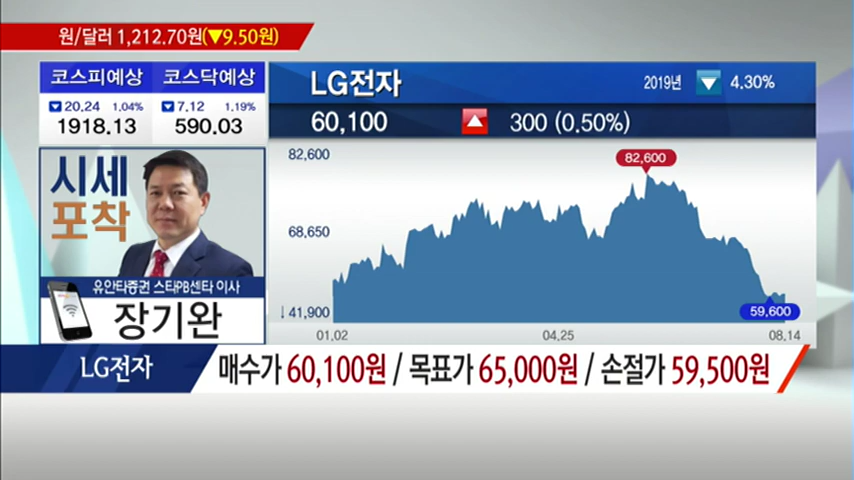 원/달러 1,212.70원(▼9.50원)
코스피예상 코스닥예상
▼20.24 1.04% ▼7.12 1.19%
1918.13 590.03
LG전자 2019년 ▼ 4.30%
60,100 ▲ 300 (0.50%)
시세
포착
유안타증권 스타PB센타 이사
장기완
82,600
82,600
68,650
↓41,900
59,600
01.02 04.25 08.14
LG전자 매수가 60,100원 / 목표가 65,000원 / 손절가 59,500원